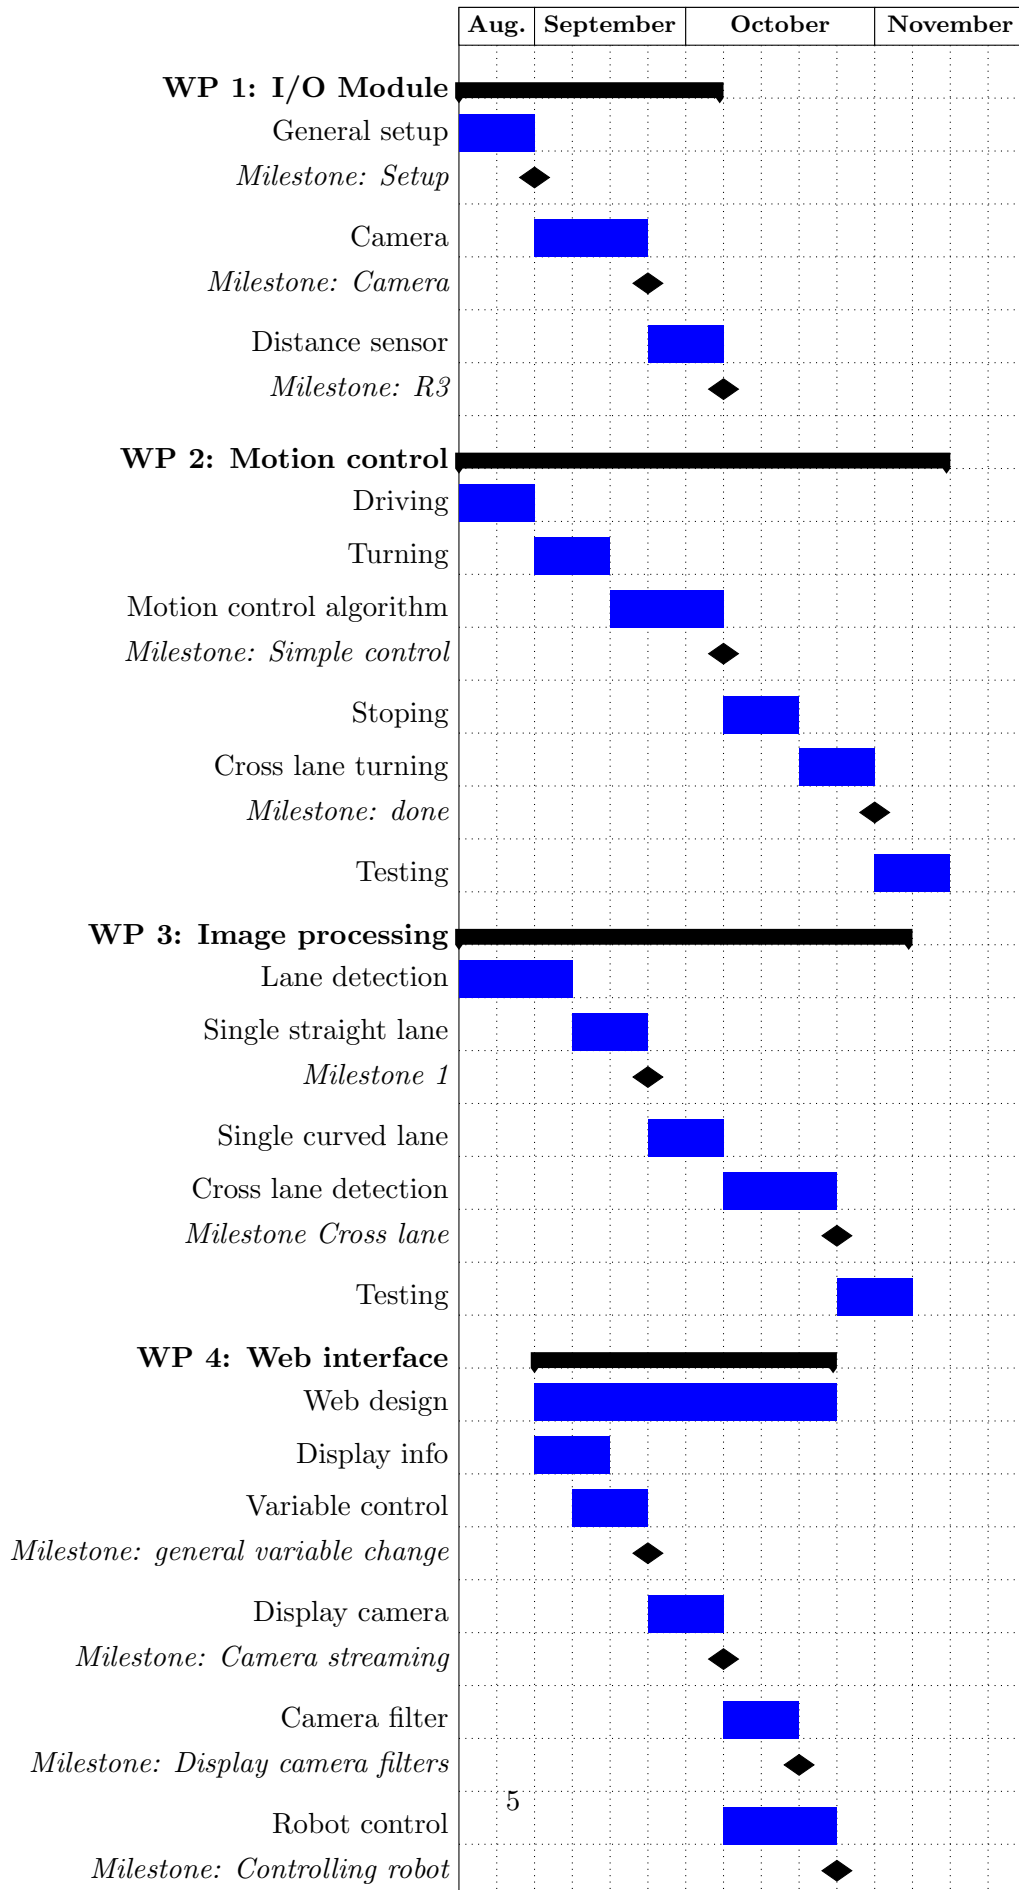 Aug. September October November
WP 1: I/O Module
General setup
Milestone: Setup
Camera
Milestone: Camera
Distance sensor
Milestone: R3
WP 2: Motion control
Driving
Turning
Motion control algorithm
Milestone: Simple control
Stoping
Cross lane turning
Milestone: done
Testing
WP 3: Image processing
Lane detection
Single straight lane
Milestone 1
Single curved lane
Cross lane detection
Milestone Cross lane
Testing
WP 4: Web interface
Web design
Display info
Variable control
Milestone: general variable change
Display camera
Milestone: Camera streaming
Camera filter
Milestone: Display camera filters
5
Robot control
Milestone: Controlling robot